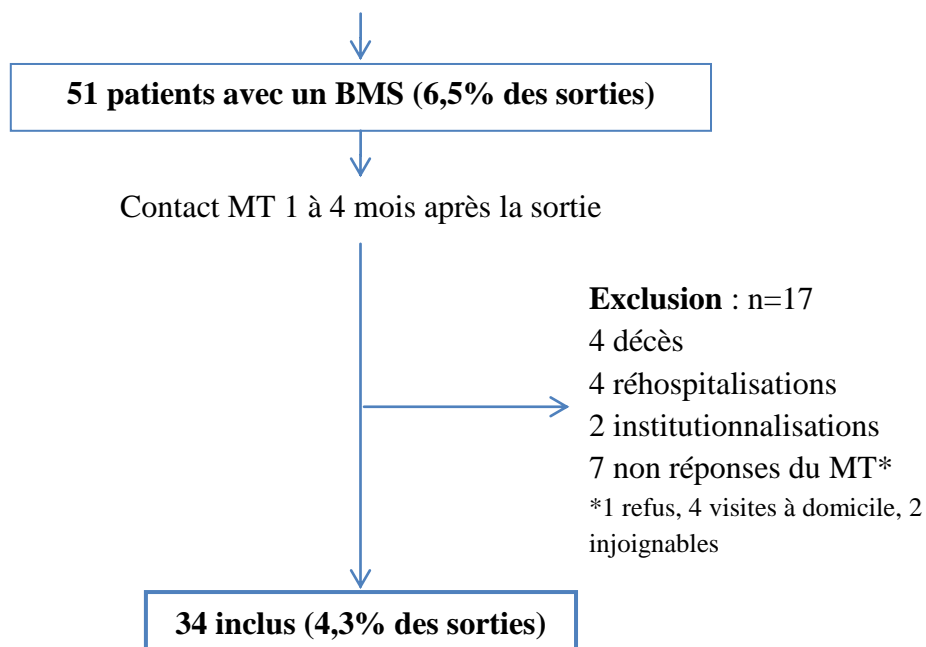 51 patients avec un BMS (6,5% des sorties)
Contact MT 1 à 4 mois après la sortie
Exclusion : n=17
4 décès
4 réhospitalisations
2 institutionnalisations
7 non réponses du MT*
*1 refus, 4 visites à domicile, 2
injoignables
34 inclus (4,3% des sorties)